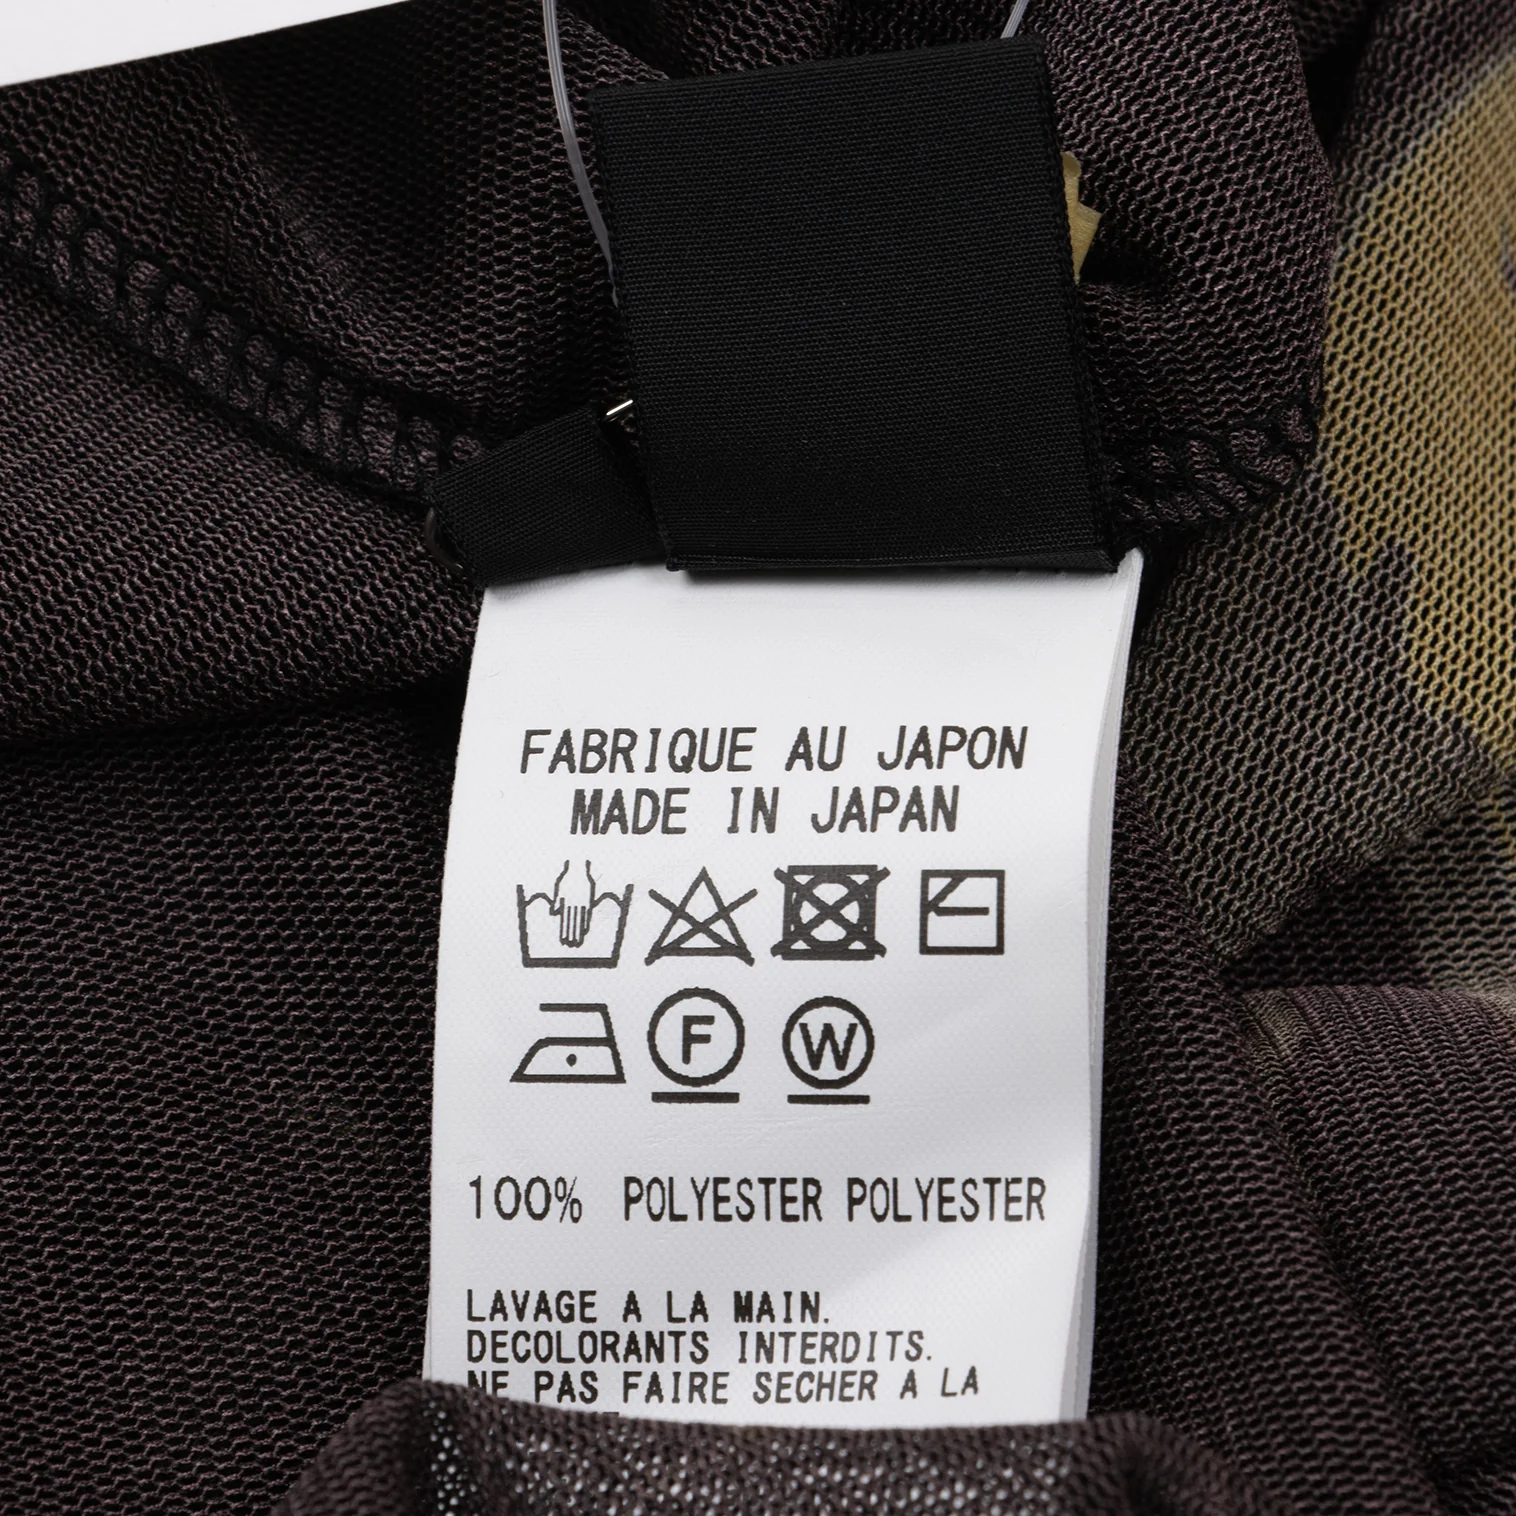 FABRIQUE AU JAPON
MADE IN JAPAN
F W
100% POLYESTER POLYESTER
LAVAGE A LA MAIN.
DECOLORANTS INTERDITS.
NE PAS FAIRE SECHER A LA